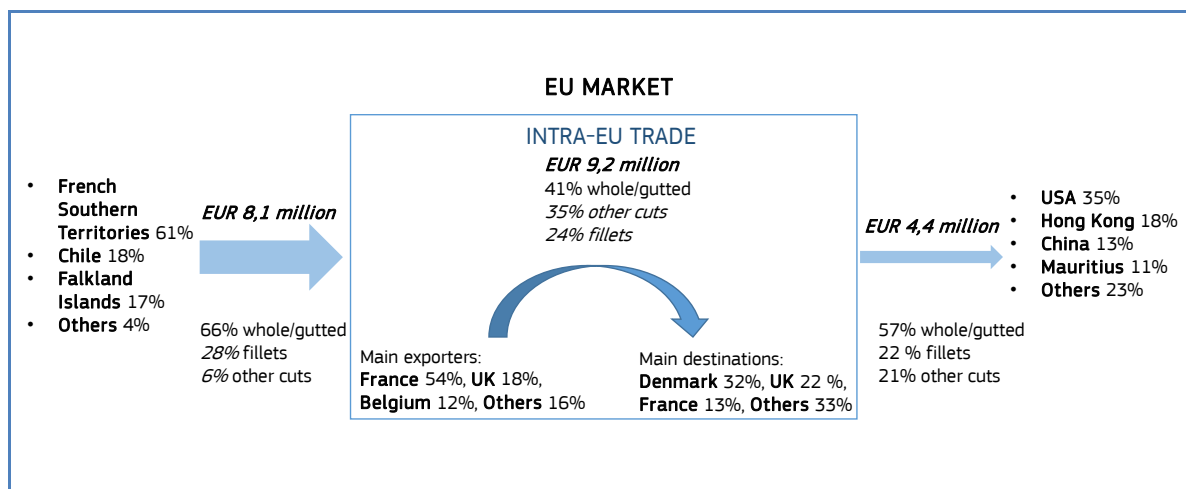 EU MARKET
• French
Southern
Territories 61%
• Chile 18%
• Falkland
Islands 17%
• Others 4%
EUR 8,1 million
66% whole/gutted
28% fillets
6% other cuts
INTRA-EU TRADE
EUR 9,2 million
41% whole/gutted
35% other cuts
24% fillets
Main exporters:
France 54%, UK 18%,
Belgium 12%, Others 16%
Main destinations:
Denmark 32%, UK 22 %,
France 13%, Others 33%
EUR 4,4 million
57% whole/gutted
22 % fillets
21% other cuts
• USA 35%
• Hong Kong 18%
• China 13%
• Mauritius 11%
• Others 23%